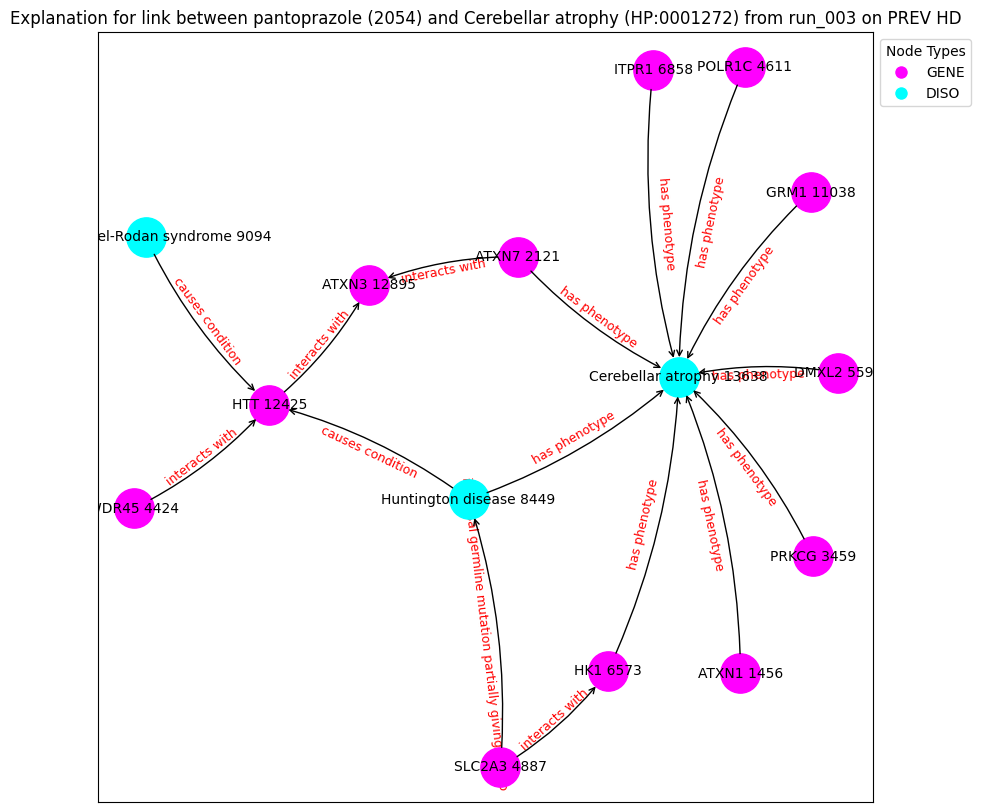 Explanation for link between pantoprazole (2054) and Cerebellar atrophy (HP:0001272) from run_003 on PREV HD
Node Types
GENE
DISO
ITPR1 6858
POLR1C 4611
GRM1 11038
has phenotype
has phenotype
has phenotype
el-Rodan syndrome 9094
ATXN7 2121
interacts with
ATXN3 12895
causes condition
has phenotype
interacts with
Cerebellar atrophy 13638
has phenotype
DMXL2 559
HTT 12425
causes condition
has phenotype
has phenotype
interacts with
Huntington disease 8449
has phenotype
has phenotype
WDR45 4424
al germline mutation partially giving
PRKCG 3459
HK1 6573
ATXN1 1456
interacts with
SLC2A3 4887